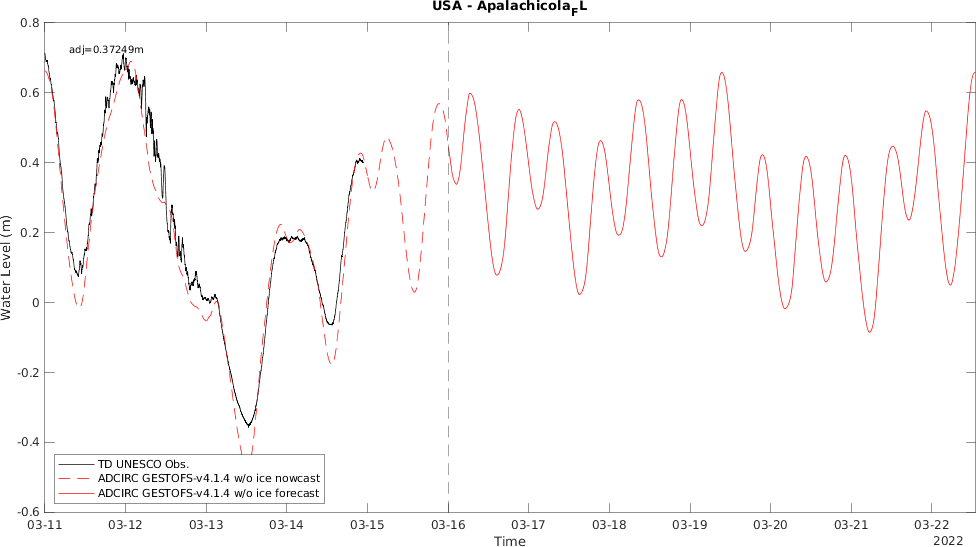 USA - Apalachicola_FL
adj=0.37249m
0.8
0.6
0.4
0.2
0
-0.2
-0.4
-0.6
Water Level (m)
TD UNESCO Obs.
ADCIRC GESTOFS-v4.1.4 w/o ice nowcast
ADCIRC GESTOFS-v4.1.4 w/o ice forecast
03-11 03-12 03-13 03-14 03-15 03-16 03-17 03-18 03-19 03-20 03-21 03-22
Time
2022